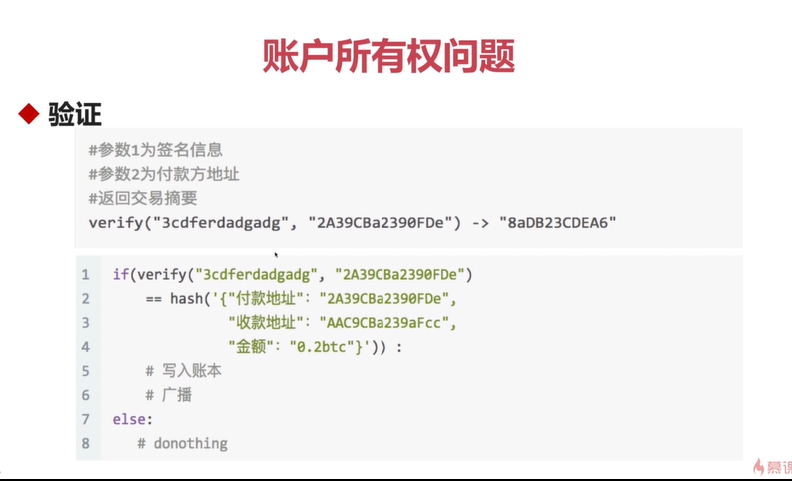 账户所有权问题
验证
#参数1为签名信息
#参数2为付款方地址
#返回交易摘要
verify("3cdferdadgadg", "2A39CBa2390FDe") -> "8aDB23CDEA6"
1 if(verify("3cdferdadgadg", "2A39CBa2390FDe")
2 == hash('{"付款地址": "2A39CBa2390FDe",
3 "收款地址": "AAC9CBa239aFcc",
4 "金额": "0.2btc"}')) :
5 # 写入账本
6 # 广播
7 else:
8 # donothing
慕课